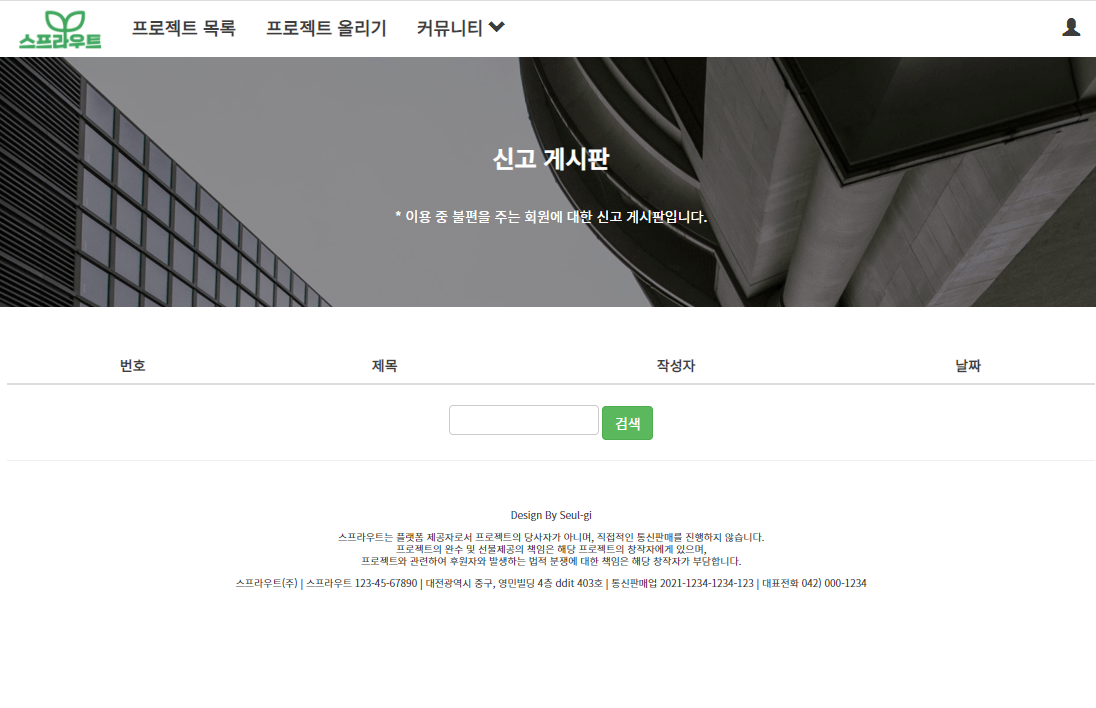 스프라우트
프로젝트 목록
프로젝트 올리기
커뮤니티
신고 게시판
* 이용 중 불편을 주는 회원에 대한 신고 게시판입니다.
번호 제목 작성자 날짜
검색
Design By Seul-gi
스프라우트는 플랫폼 제공자로서 프로젝트의 당사자가 아니며, 직접적인 통신판매를 진행하지 않습니다.
프로젝트의 완수 및 선물제공의 책임은 해당 프로젝트의 창작자에게 있으며,
프로젝트와 관련하여 후원자와 발생하는 법적 분쟁에 대한 책임은 해당 창작자가 부담합니다.
스프라우트(주) | 스프라우트 123-45-67890 | 대전광역시 중구, 영민빌딩 4층 ddit 403호 | 통신판매업 2021-1234-1234-123 | 대표전화 042) 000-1234